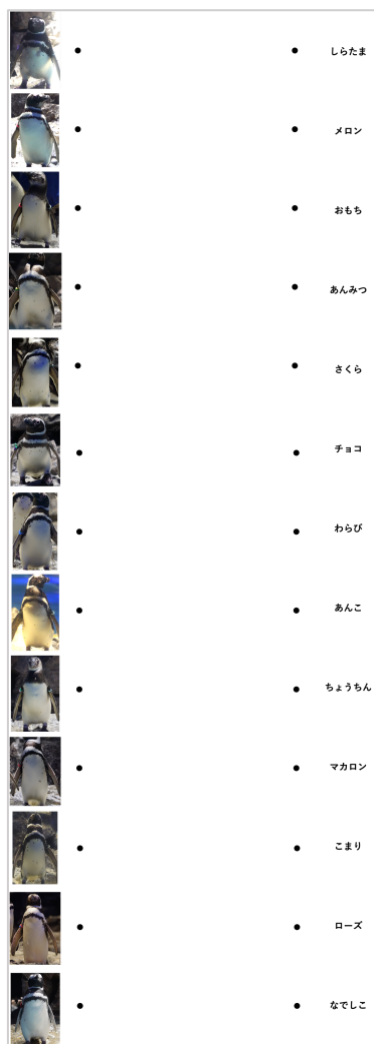 しらたま
メロン
おもち
あんみつ
さくら
チョコ
わらび
あんこ
ちょうちん
マカロン
こまり
ローズ
なでしこ